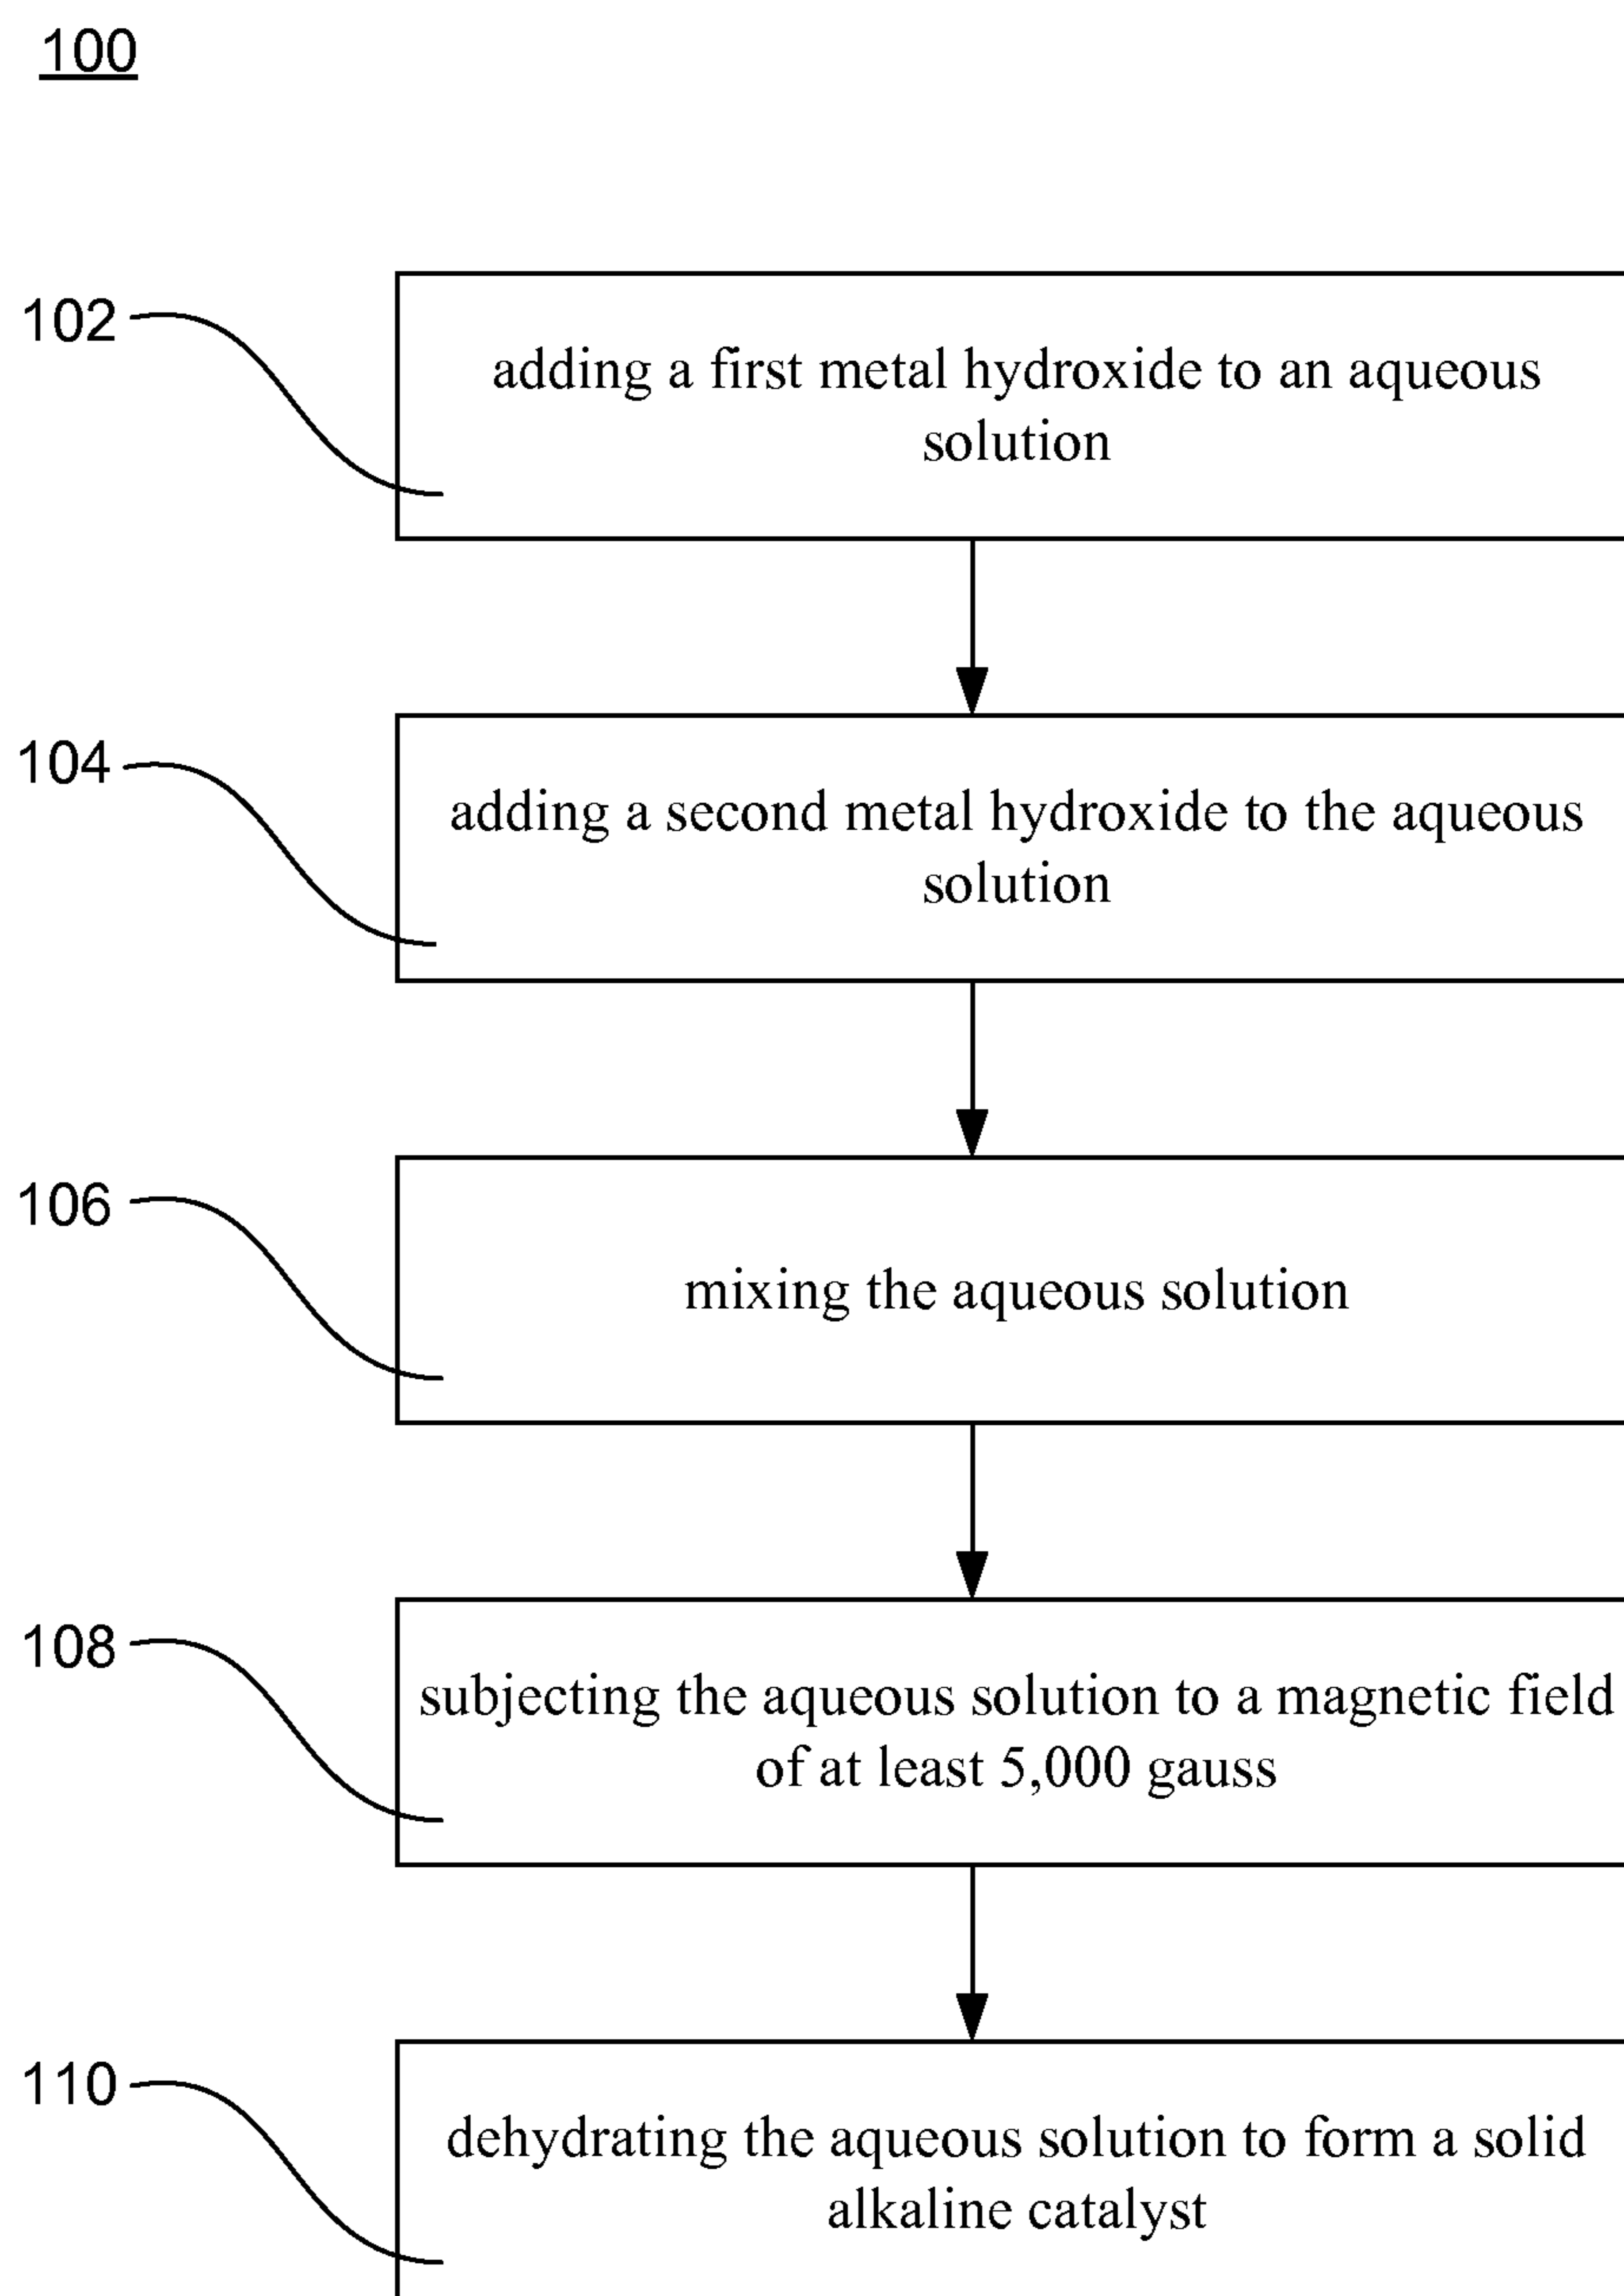 100
102
adding a first metal hydroxide to an aqueous
solution
104
adding a second metal hydroxide to the aqueous
solution
106
mixing the aqueous solution
108
subjecting the aqueous solution to a magnetic field
of at least 5,000 gauss
110
dehydrating the aqueous solution to form a solid
alkaline catalyst